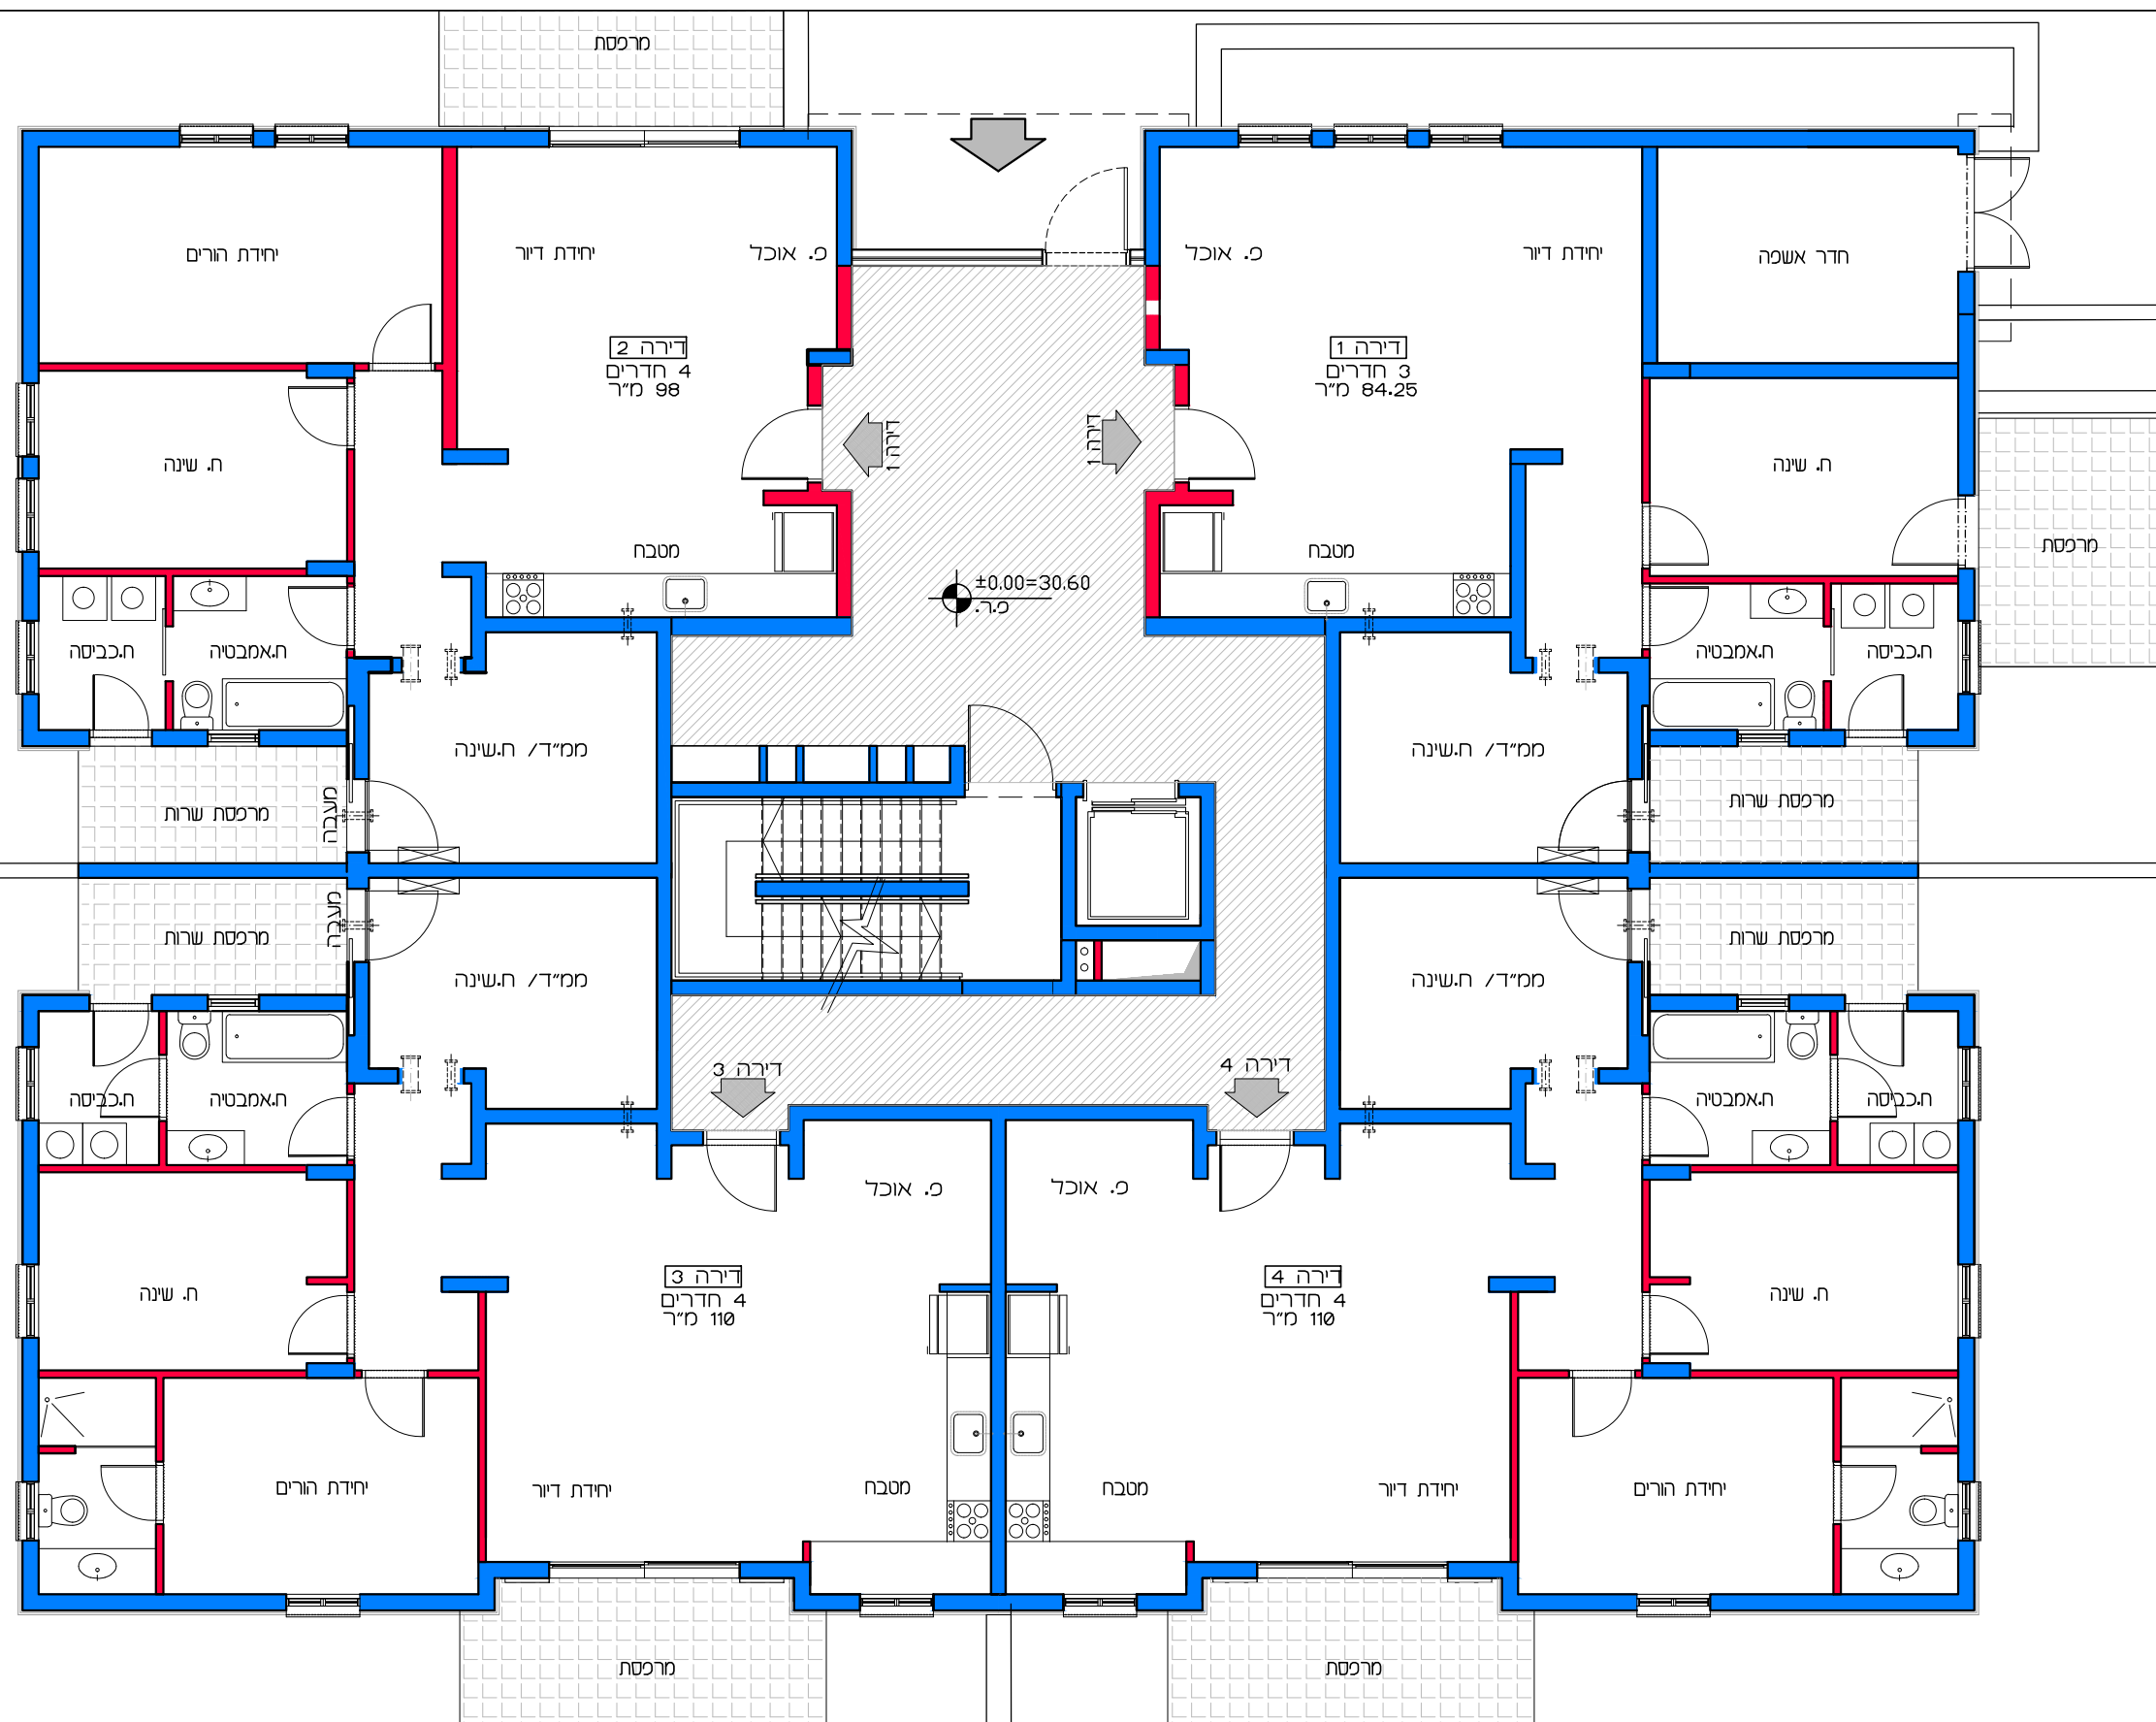 מרפסת
יחידת הורים
יחידת דיור
פ. אוכל
פ. אוכל
יחידת דיור
חדר אשפה
דירה 2
4 חדרים
98 מ"ר
דירה 1
3 חדרים
84.25 מ"ר
דירה 1
דירה 1
ח. שינה
ח. שינה
מטבח
מטבח
מרפסת
±0.00=30.60
פ.ר.
ח.כביסה
ח.אמבטיה
ח.אמבטיה
ח.כביסה
ממ"ד/ ח.שינה
ממ"ד/ ח.שינה
מרפסת שרות
מעבה
מרפסת שרות
מרפסת שרות
מעבה
מרפסת שרות
ממ"ד/ ח.שינה
ממ"ד/ ח.שינה
דירה 3
דירה 4
ח.כביסה
ח.אמבטיה
ח.אמבטיה
ח.כביסה
פ. אוכל
פ. אוכל
ח. שינה
דירה 3
4 חדרים
110 מ"ר
דירה 4
4 חדרים
110 מ"ר
ח. שינה
יחידת הורים
יחידת דיור
מטבח
מטבח
יחידת דיור
יחידת הורים
מרפסת
מרפסת